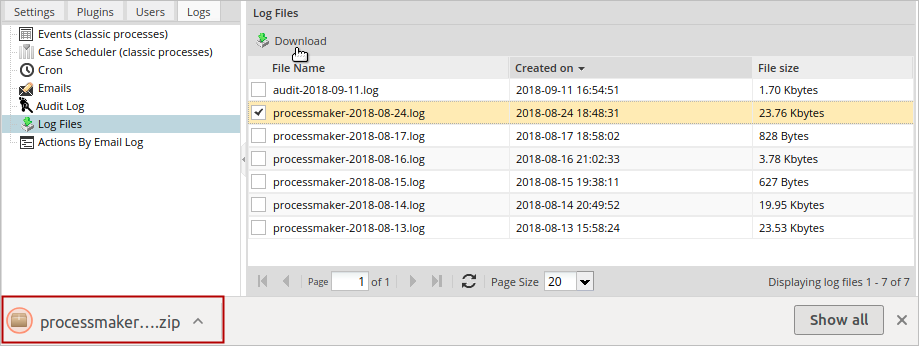 Settings Plugins Users Logs
Events (classic processes)
Case Scheduler (classic processes)
Cron
Emails
Audit Log
Log Files
Actions By Email Log
Log Files
Download
File Name Created on File size
audit-2018-09-11.log 2018-09-11 16:54:51 1.70 Kbytes
processmaker-2018-08-24.log 2018-08-24 18:48:31 23.76 Kbytes
processmaker-2018-08-17.log 2018-08-17 18:58:02 828 Bytes
processmaker-2018-08-16.log 2018-08-16 21:02:33 3.78 Kbytes
processmaker-2018-08-15.log 2018-08-15 19:38:11 627 Bytes
processmaker-2018-08-14.log 2018-08-14 20:49:52 19.95 Kbytes
processmaker-2018-08-13.log 2018-08-13 15:58:24 23.53 Kbytes
Page 1 of 1 Page Size 20 Displaying log files 1 - 7 of 7
processmaker....zip Show all